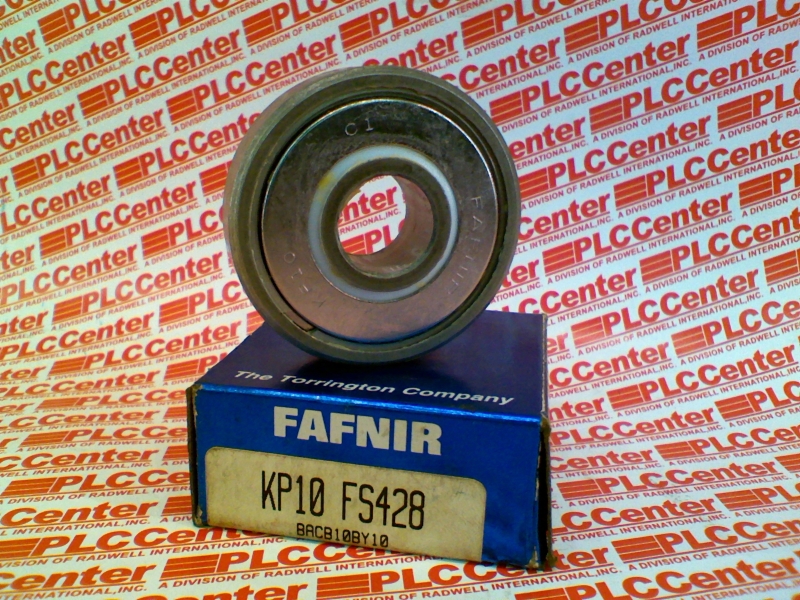 C1
FAFNIR
The Torrington Company
FAFNIR
KP10 FS428
BACB10BY10
PLCCenter
A DIVISION OF RADWELL INTERNATIONAL, INC.